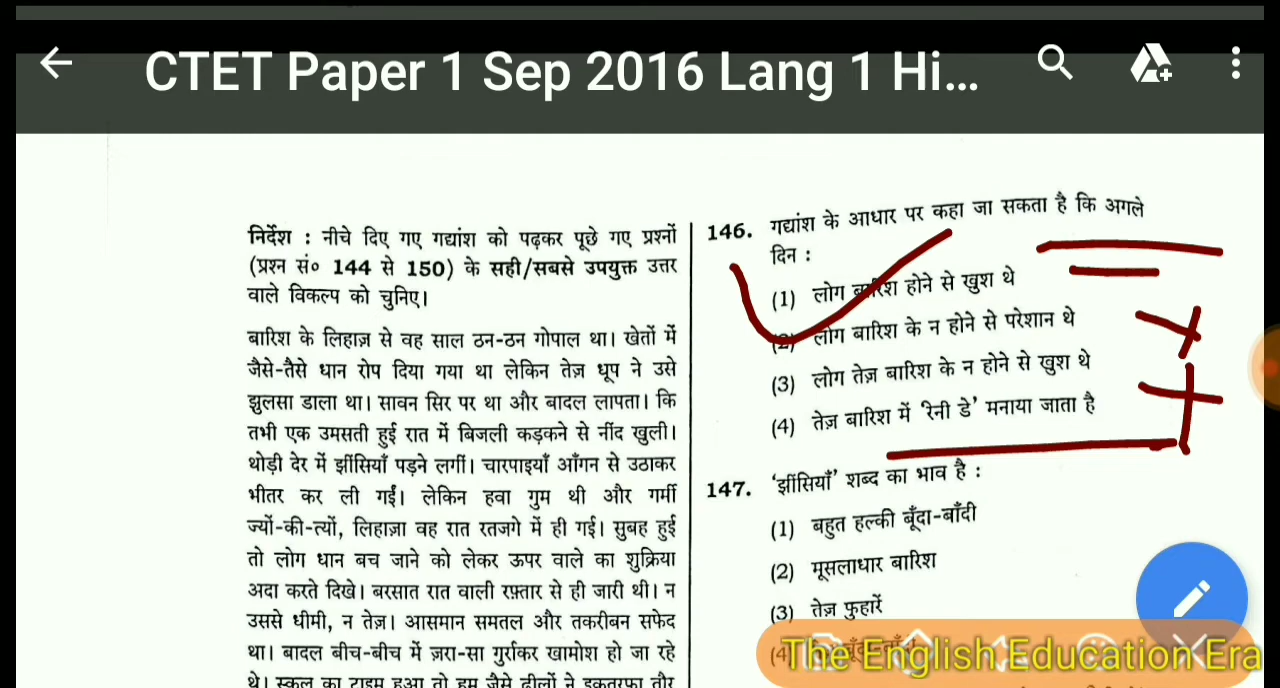 CTET Paper 1 Sep 2016 Lang 1 Hi...
निर्देश : नीचे दिए गए गद्यांश को पढ़कर पूछे गए प्रश्नों
(प्रश्न सं० 144 से 150) के सही/सबसे उपयुक्त उत्तर
वाले विकल्प को चुनिए।
बारिश के लिहाज़ से वह साल ठन-ठन गोपाल था। खेतों में
जैसे-तैसे धान रोप दिया गया था लेकिन तेज़ धूप ने उसे
झुलसा डाला था। सावन सिर पर था और बादल लापता। कि
तभी एक उमसती हुई रात में बिजली कड़कने से नींद खुली।
थोड़ी देर में झींसियाँ पड़ने लगीं। चारपाइयाँ आँगन से उठाकर
भीतर कर ली गईं। लेकिन हवा गुम थी और गर्मी
ज्यों-की-त्यों, लिहाज़ा वह रात रतजगे में ही गई। सुबह हुई
तो लोग धान बच जाने को लेकर ऊपर वाले का शुक्रिया
अदा करते दिखे। बरसात रात वाली रफ़्तार से ही जारी थी। न
उससे धीमी, न तेज़। आसमान समतल और तकरीबन सफेद
था। बादल बीच-बीच में ज़रा-सा गुर्राकर खामोश हो जा रहे
थे। स्कूल का टाइम हुआ तो हम जैसे ढीलों ने इकतरफा तौर
146. गद्यांश के आधार पर कहा जा सकता है कि अगले
दिन :
(1) लोग बारिश होने से खुश थे
(2) लोग बारिश के न होने से परेशान थे
(3) लोग तेज़ बारिश के न होने से खुश थे
(4) तेज़ बारिश में ‘रेनी डे’ मनाया जाता है
147. ‘झींसियाँ’ शब्द का भाव है :
(1) बहुत हल्की बूँदा-बाँदी
(2) मूसलाधार बारिश
(3) तेज़ फुहारें
(4)
The English Education Era